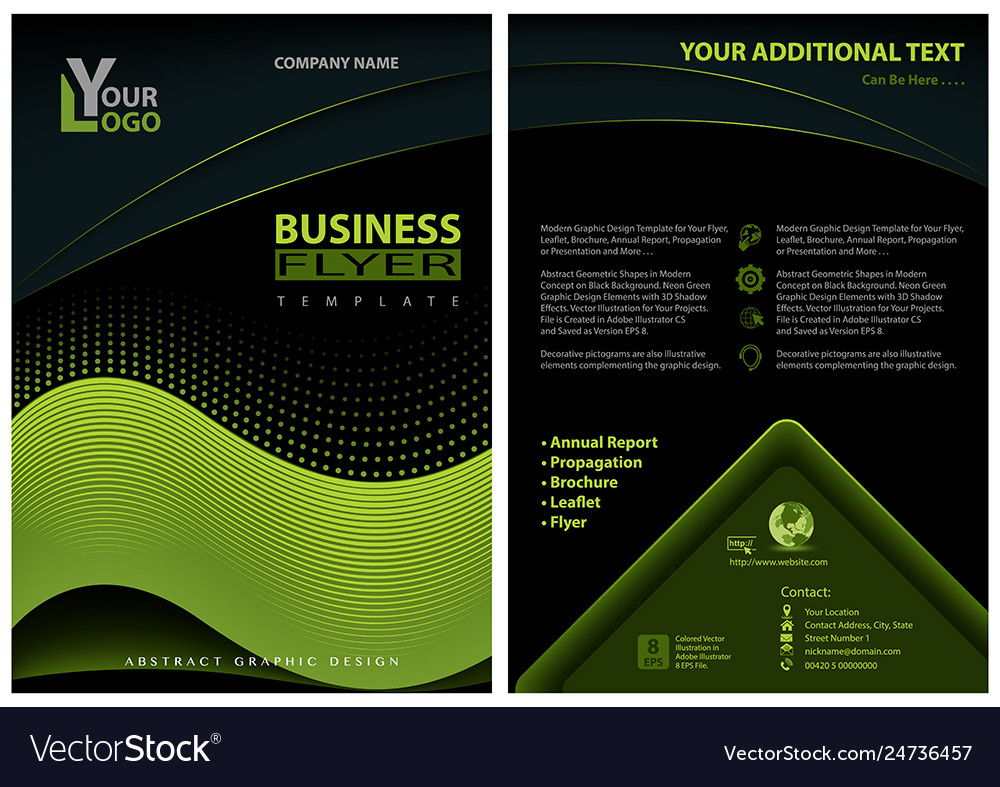 YOUR
LOGO
COMPANY NAME
BUSINESS
FLYER
TEMPLATE
ABSTRACT GRAPHIC DESIGN
YOUR ADDITIONAL TEXT
Can Be Here . . . .
Modern Graphic Design Template for Your Flyer,
Leaflet, Brochure, Annual Report, Propagation
or Presentation and More . . .
Abstract Geometric Shapes in Modern
Concept on Black Background. Neon Green
Graphic Design Elements with 3D Shadow
Effects. Vector Illustration for Your Projects.
File is Created in Adobe Illustrator CS
and Saved as Version EPS 8.
Decorative pictograms are also illustrative
elements complementing the graphic design.
Modern Graphic Design Template for Your Flyer,
Leaflet, Brochure, Annual Report, Propagation
or Presentation and More . . .
Abstract Geometric Shapes in Modern
Concept on Black Background. Neon Green
Graphic Design Elements with 3D Shadow
Effects. Vector Illustration for Your Projects.
File is Created in Adobe Illustrator CS
and Saved as Version EPS 8.
Decorative pictograms are also illustrative
elements complementing the graphic design.
• Annual Report
• Propagation
• Brochure
• Leaflet
• Flyer
http://
http://www.website.com
Contact:
Your Location
Contact Address, City, State
Street Number 1
nickname@domain.com
00420 5 00000000
8
EPS
Colored Vector
Illustration in
Adobe Illustrator
8 EPS File.
VectorStock®
VectorStock.com/24736457